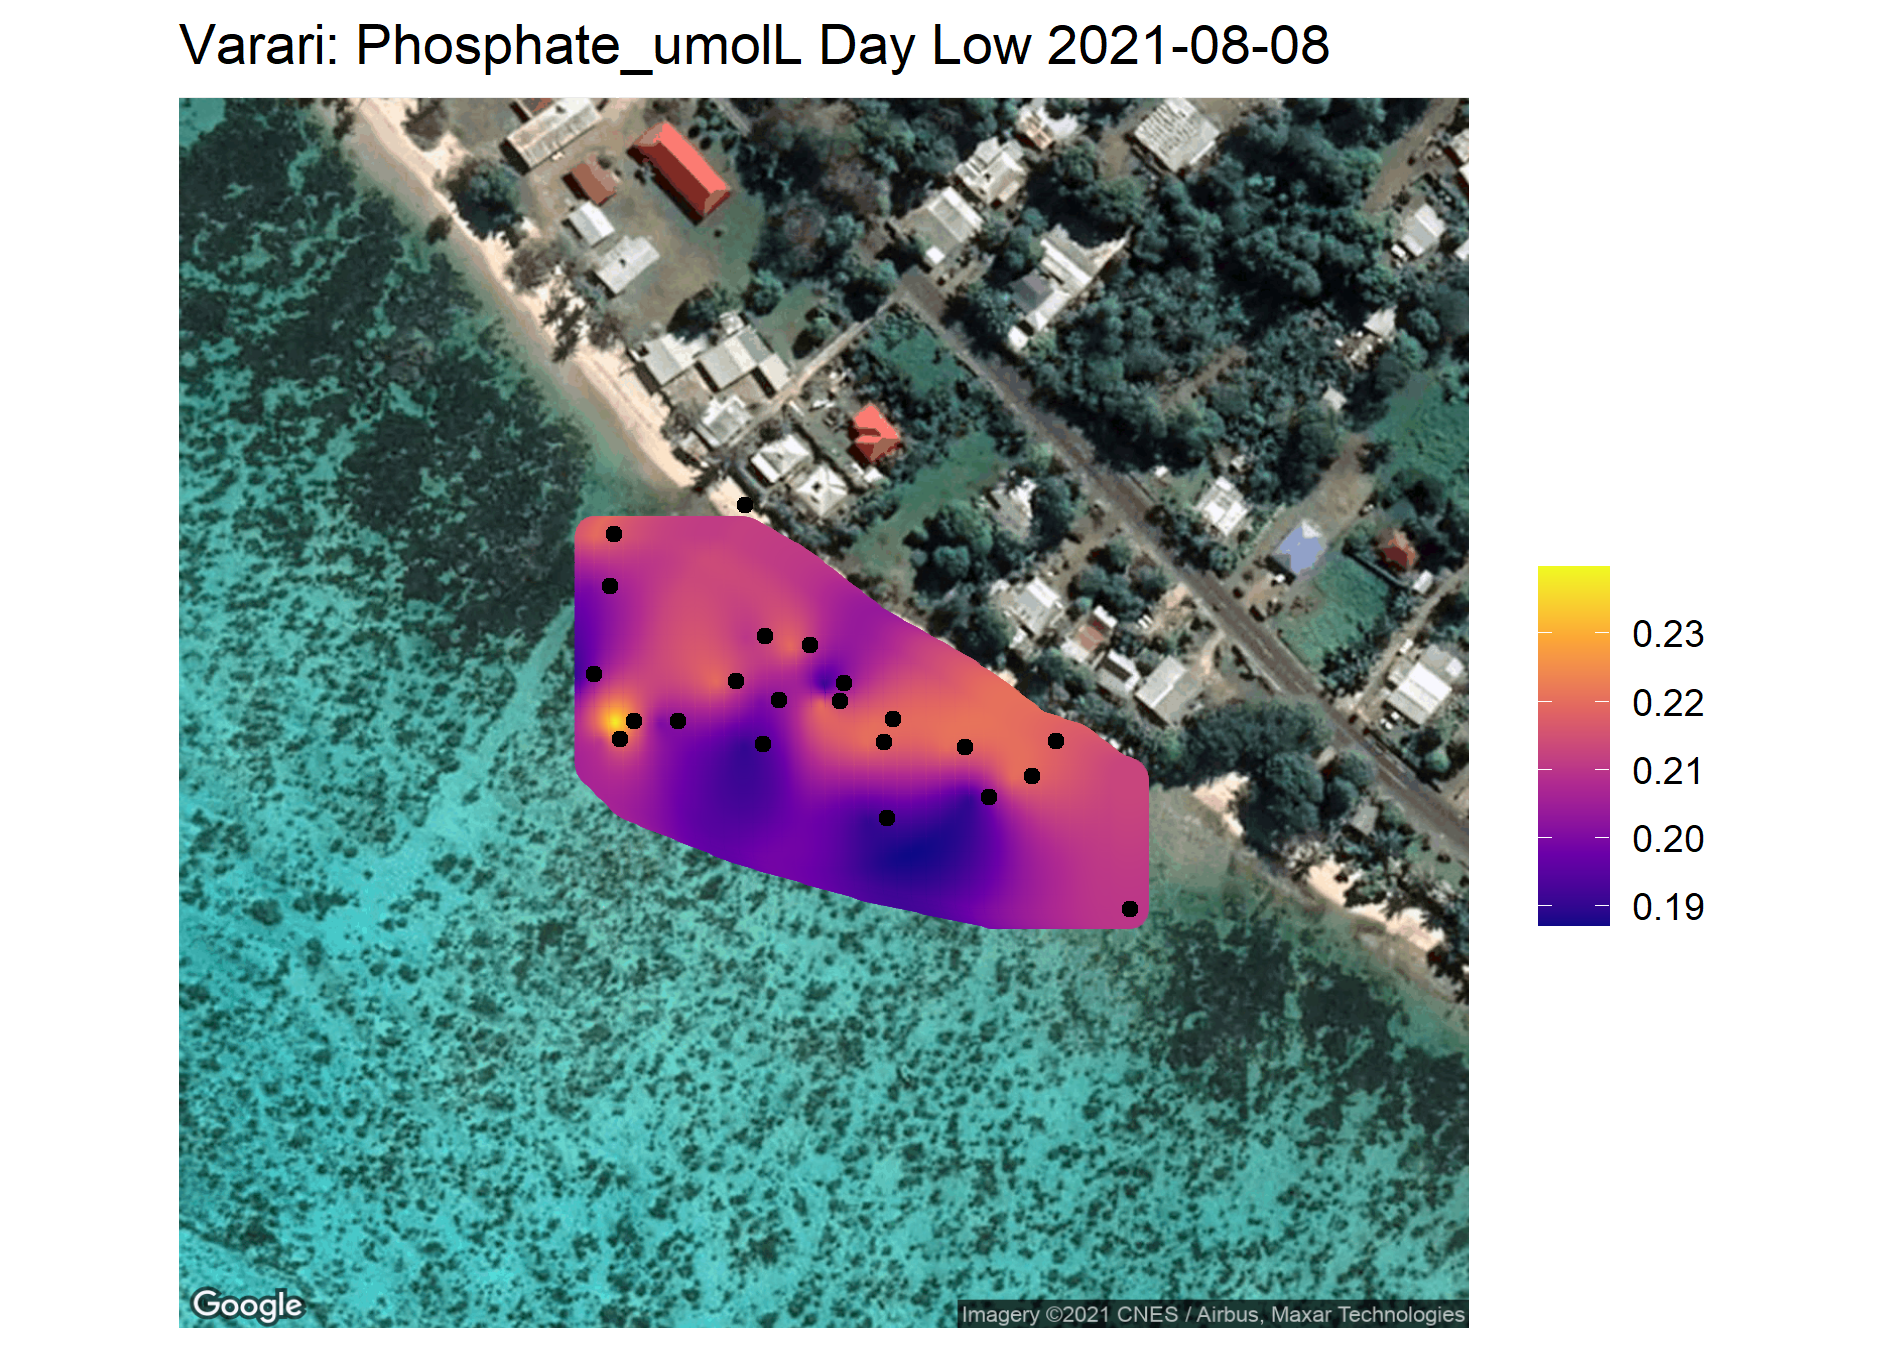 Varari: Phosphate_umolL Day Low 2021-08-08
0.23
0.22
0.21
0.20
0.19
Google
Imagery ©2021 CNES / Airbus, Maxar Technologies